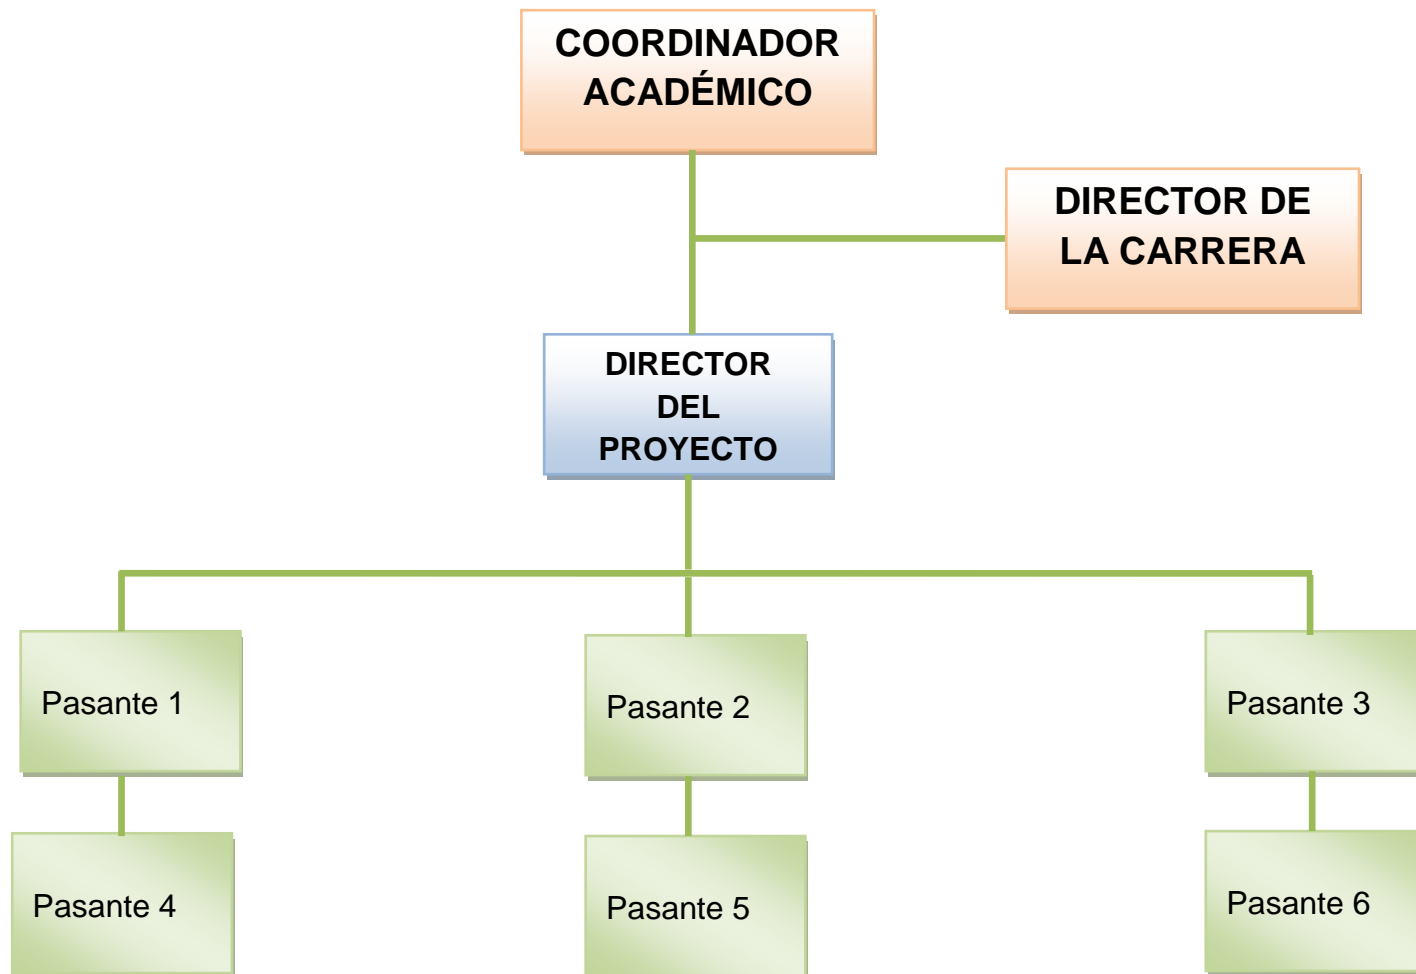 COORDINADOR
ACADÉMICO
DIRECTOR DE
LA CARRERA
DIRECTOR
DEL
PROYECTO
Pasante 1
Pasante 2
Pasante 3
Pasante 4
Pasante 5
Pasante 6